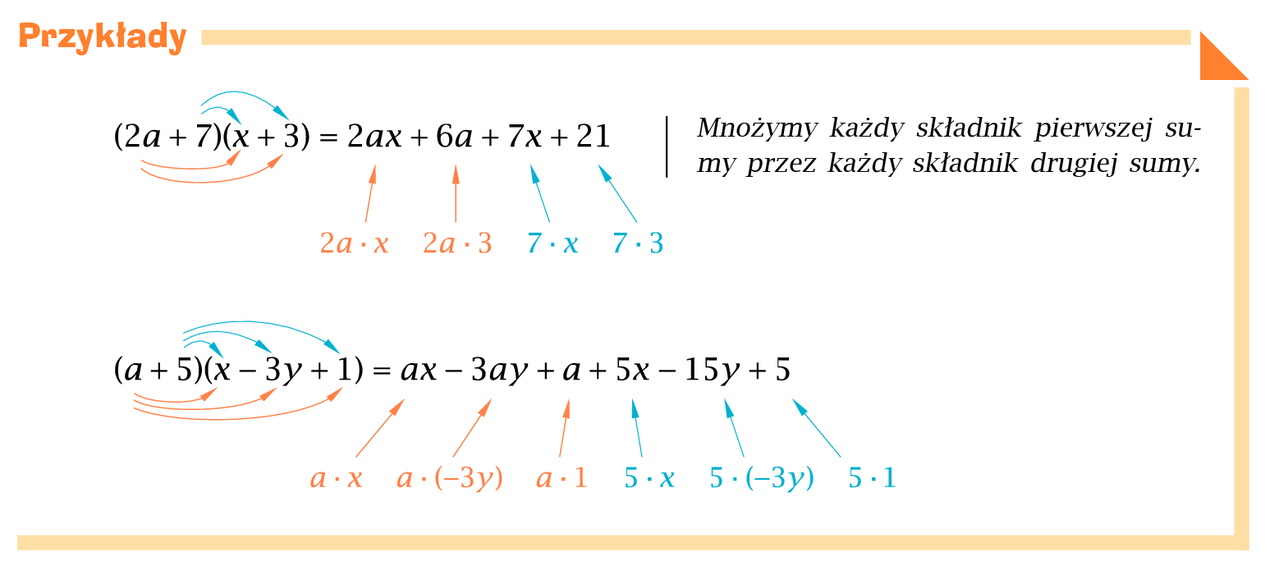 Przykłady
(2a + 7)(x + 3) = 2ax + 6a + 7x + 21
Mnożymy każdy składnik pierwszej su-
my przez każdy składnik drugiej sumy.
2a · x 2a · 3 7 · x 7 · 3
(a + 5)(x − 3y + 1) = ax − 3ay + a + 5x − 15y + 5
a · x a · (−3y) a · 1 5 · x 5 · (−3y) 5 · 1